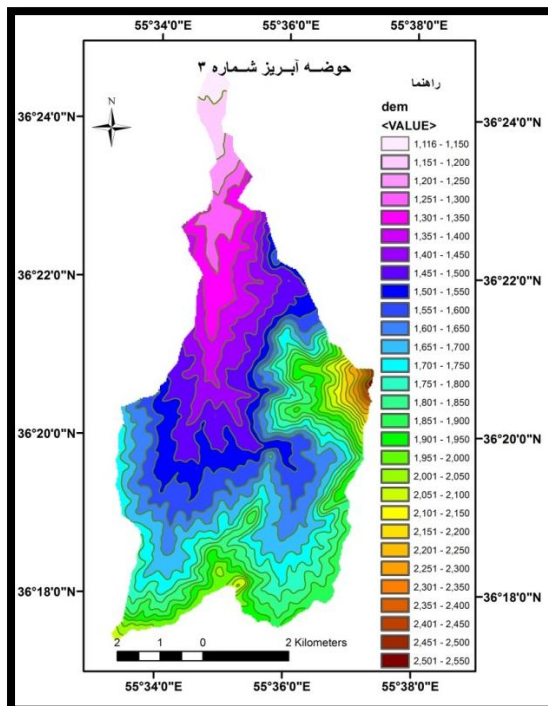 55°34'0"E 55°36'0"E 55°38'0"E
حوضــه آبــریز شــماره ۳
راهنما
N
dem
<VALUE>
1,116 - 1,150
1,151 - 1,200
1,201 - 1,250
1,251 - 1,300
1,301 - 1,350
1,351 - 1,400
1,401 - 1,450
1,451 - 1,500
1,501 - 1,550
1,551 - 1,600
1,601 - 1,650
1,651 - 1,700
1,701 - 1,750
1,751 - 1,800
1,801 - 1,850
1,851 - 1,900
1,901 - 1,950
1,951 - 2,000
2,001 - 2,050
2,051 - 2,100
2,101 - 2,150
2,151 - 2,200
2,201 - 2,250
2,251 - 2,300
2,301 - 2,350
2,351 - 2,400
2,401 - 2,450
2,451 - 2,500
2,501 - 2,550
36°24'0"N 36°24'0"N
36°22'0"N 36°22'0"N
36°20'0"N 36°20'0"N
36°18'0"N 36°18'0"N
2 1 0 2 Kilometers
55°34'0"E 55°36'0"E 55°38'0"E